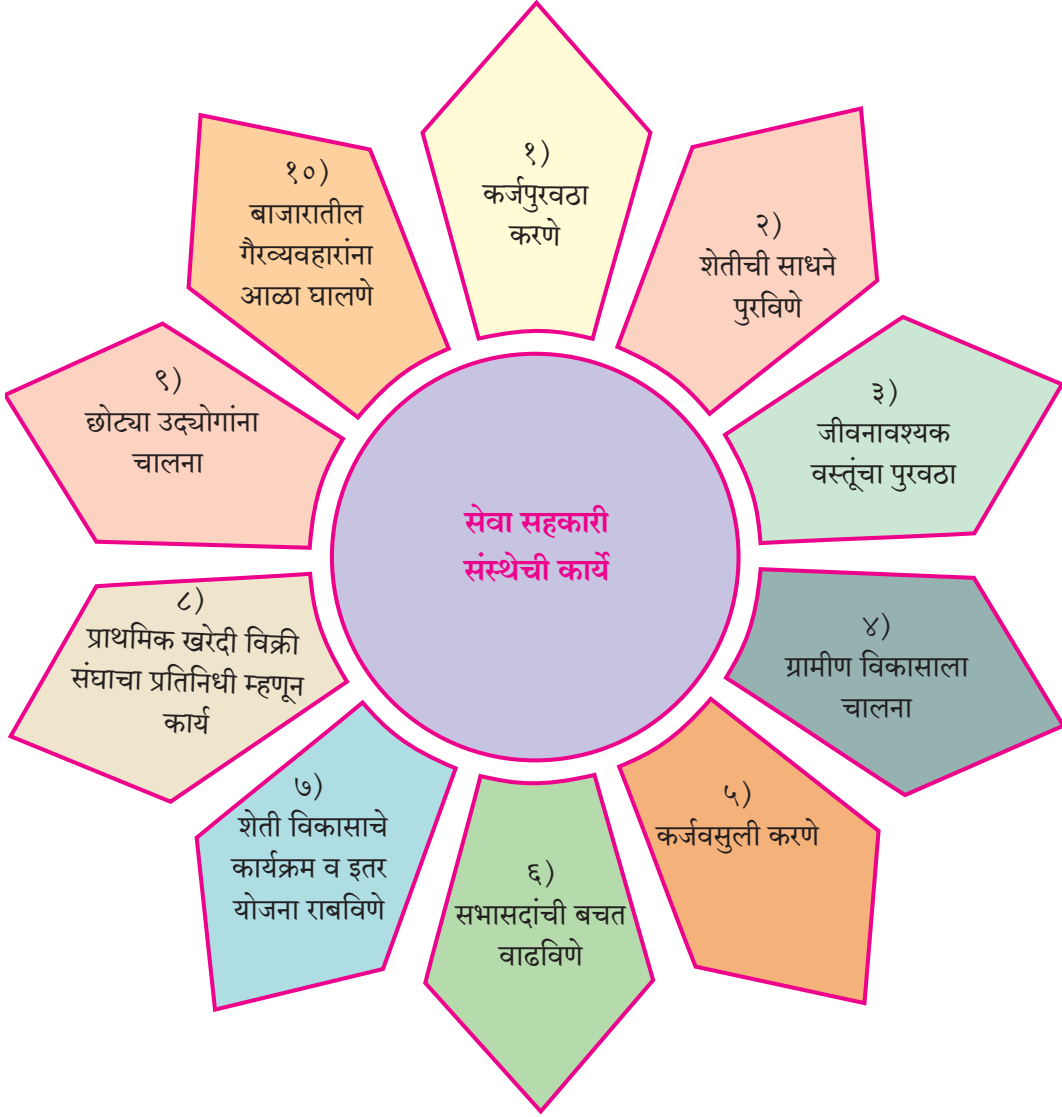 सेवा सहकारी
संस्थेची कार्ये
१)
कर्जपुरवठा
करणे
२)
शेतीची साधने
पुरविणे
३)
जीवनावश्यक
वस्तूंचा पुरवठा
४)
ग्रामीण विकासाला
चालना
५)
कर्जवसुली करणे
६)
सभासदांची बचत
वाढविणे
७)
शेती विकासाचे
कार्यक्रम व इतर
योजना राबविणे
८)
प्राथमिक खरेदी विक्री
संघाचा प्रतिनिधी म्हणून
कार्य
९)
छोट्या उद्योगांना
चालना
१०)
बाजारातील
गैरव्यवहारांना
आळा घालणे